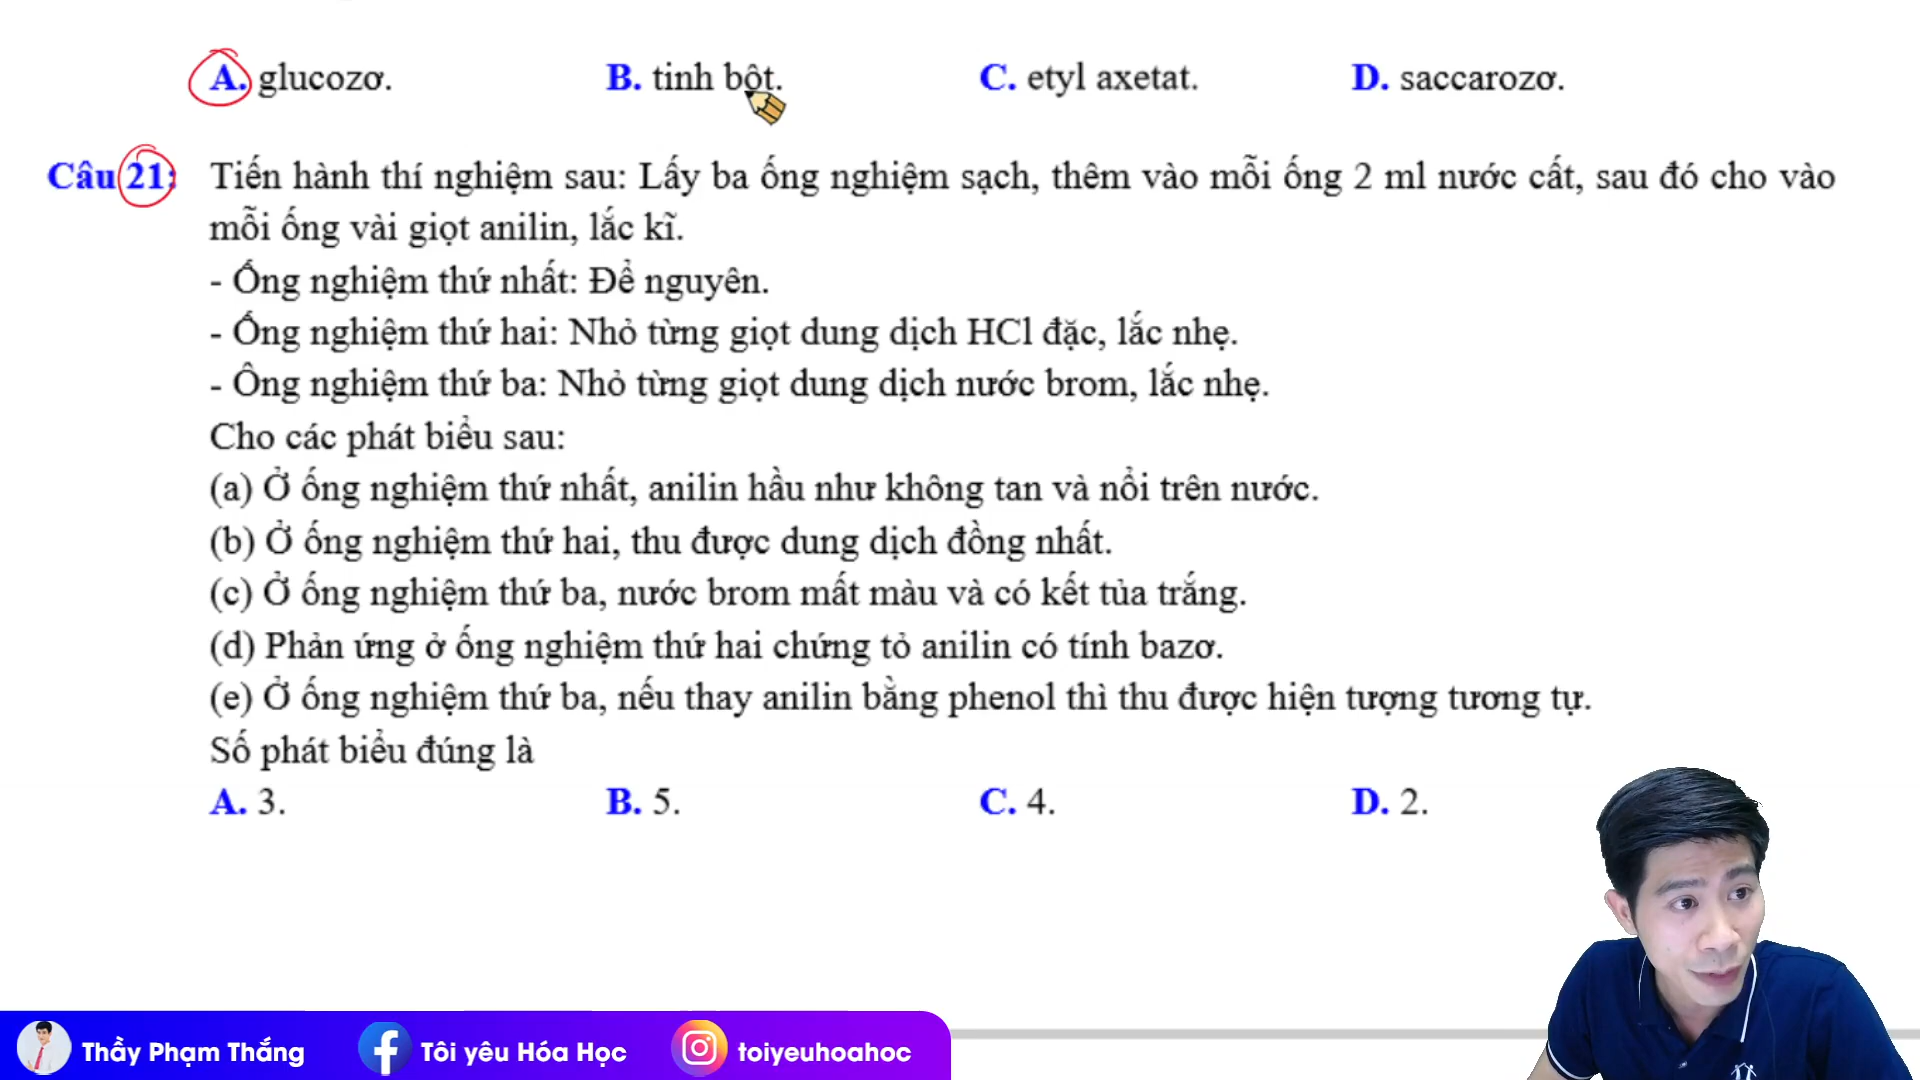 A. glucozơ. B. tinh bột. C. etyl axetat. D. saccarozơ.
Câu 21: Tiến hành thí nghiệm sau: Lấy ba ống nghiệm sạch, thêm vào mỗi ống 2 ml nước cất, sau đó cho vào
mỗi ống vài giọt anilin, lắc kĩ.
- Ống nghiệm thứ nhất: Để nguyên.
- Ống nghiệm thứ hai: Nhỏ từng giọt dung dịch HCl đặc, lắc nhẹ.
- Ống nghiệm thứ ba: Nhỏ từng giọt dung dịch nước brom, lắc nhẹ.
Cho các phát biểu sau:
(a) Ở ống nghiệm thứ nhất, anilin hầu như không tan và nổi trên nước.
(b) Ở ống nghiệm thứ hai, thu được dung dịch đồng nhất.
(c) Ở ống nghiệm thứ ba, nước brom mất màu và có kết tủa trắng.
(d) Phản ứng ở ống nghiệm thứ hai chứng tỏ anilin có tính bazơ.
(e) Ở ống nghiệm thứ ba, nếu thay anilin bằng phenol thì thu được hiện tượng tương tự.
Số phát biểu đúng là
A. 3. B. 5. C. 4. D. 2.
Thầy Phạm Thắng Tôi yêu Hóa Học toiyeuhoahoc